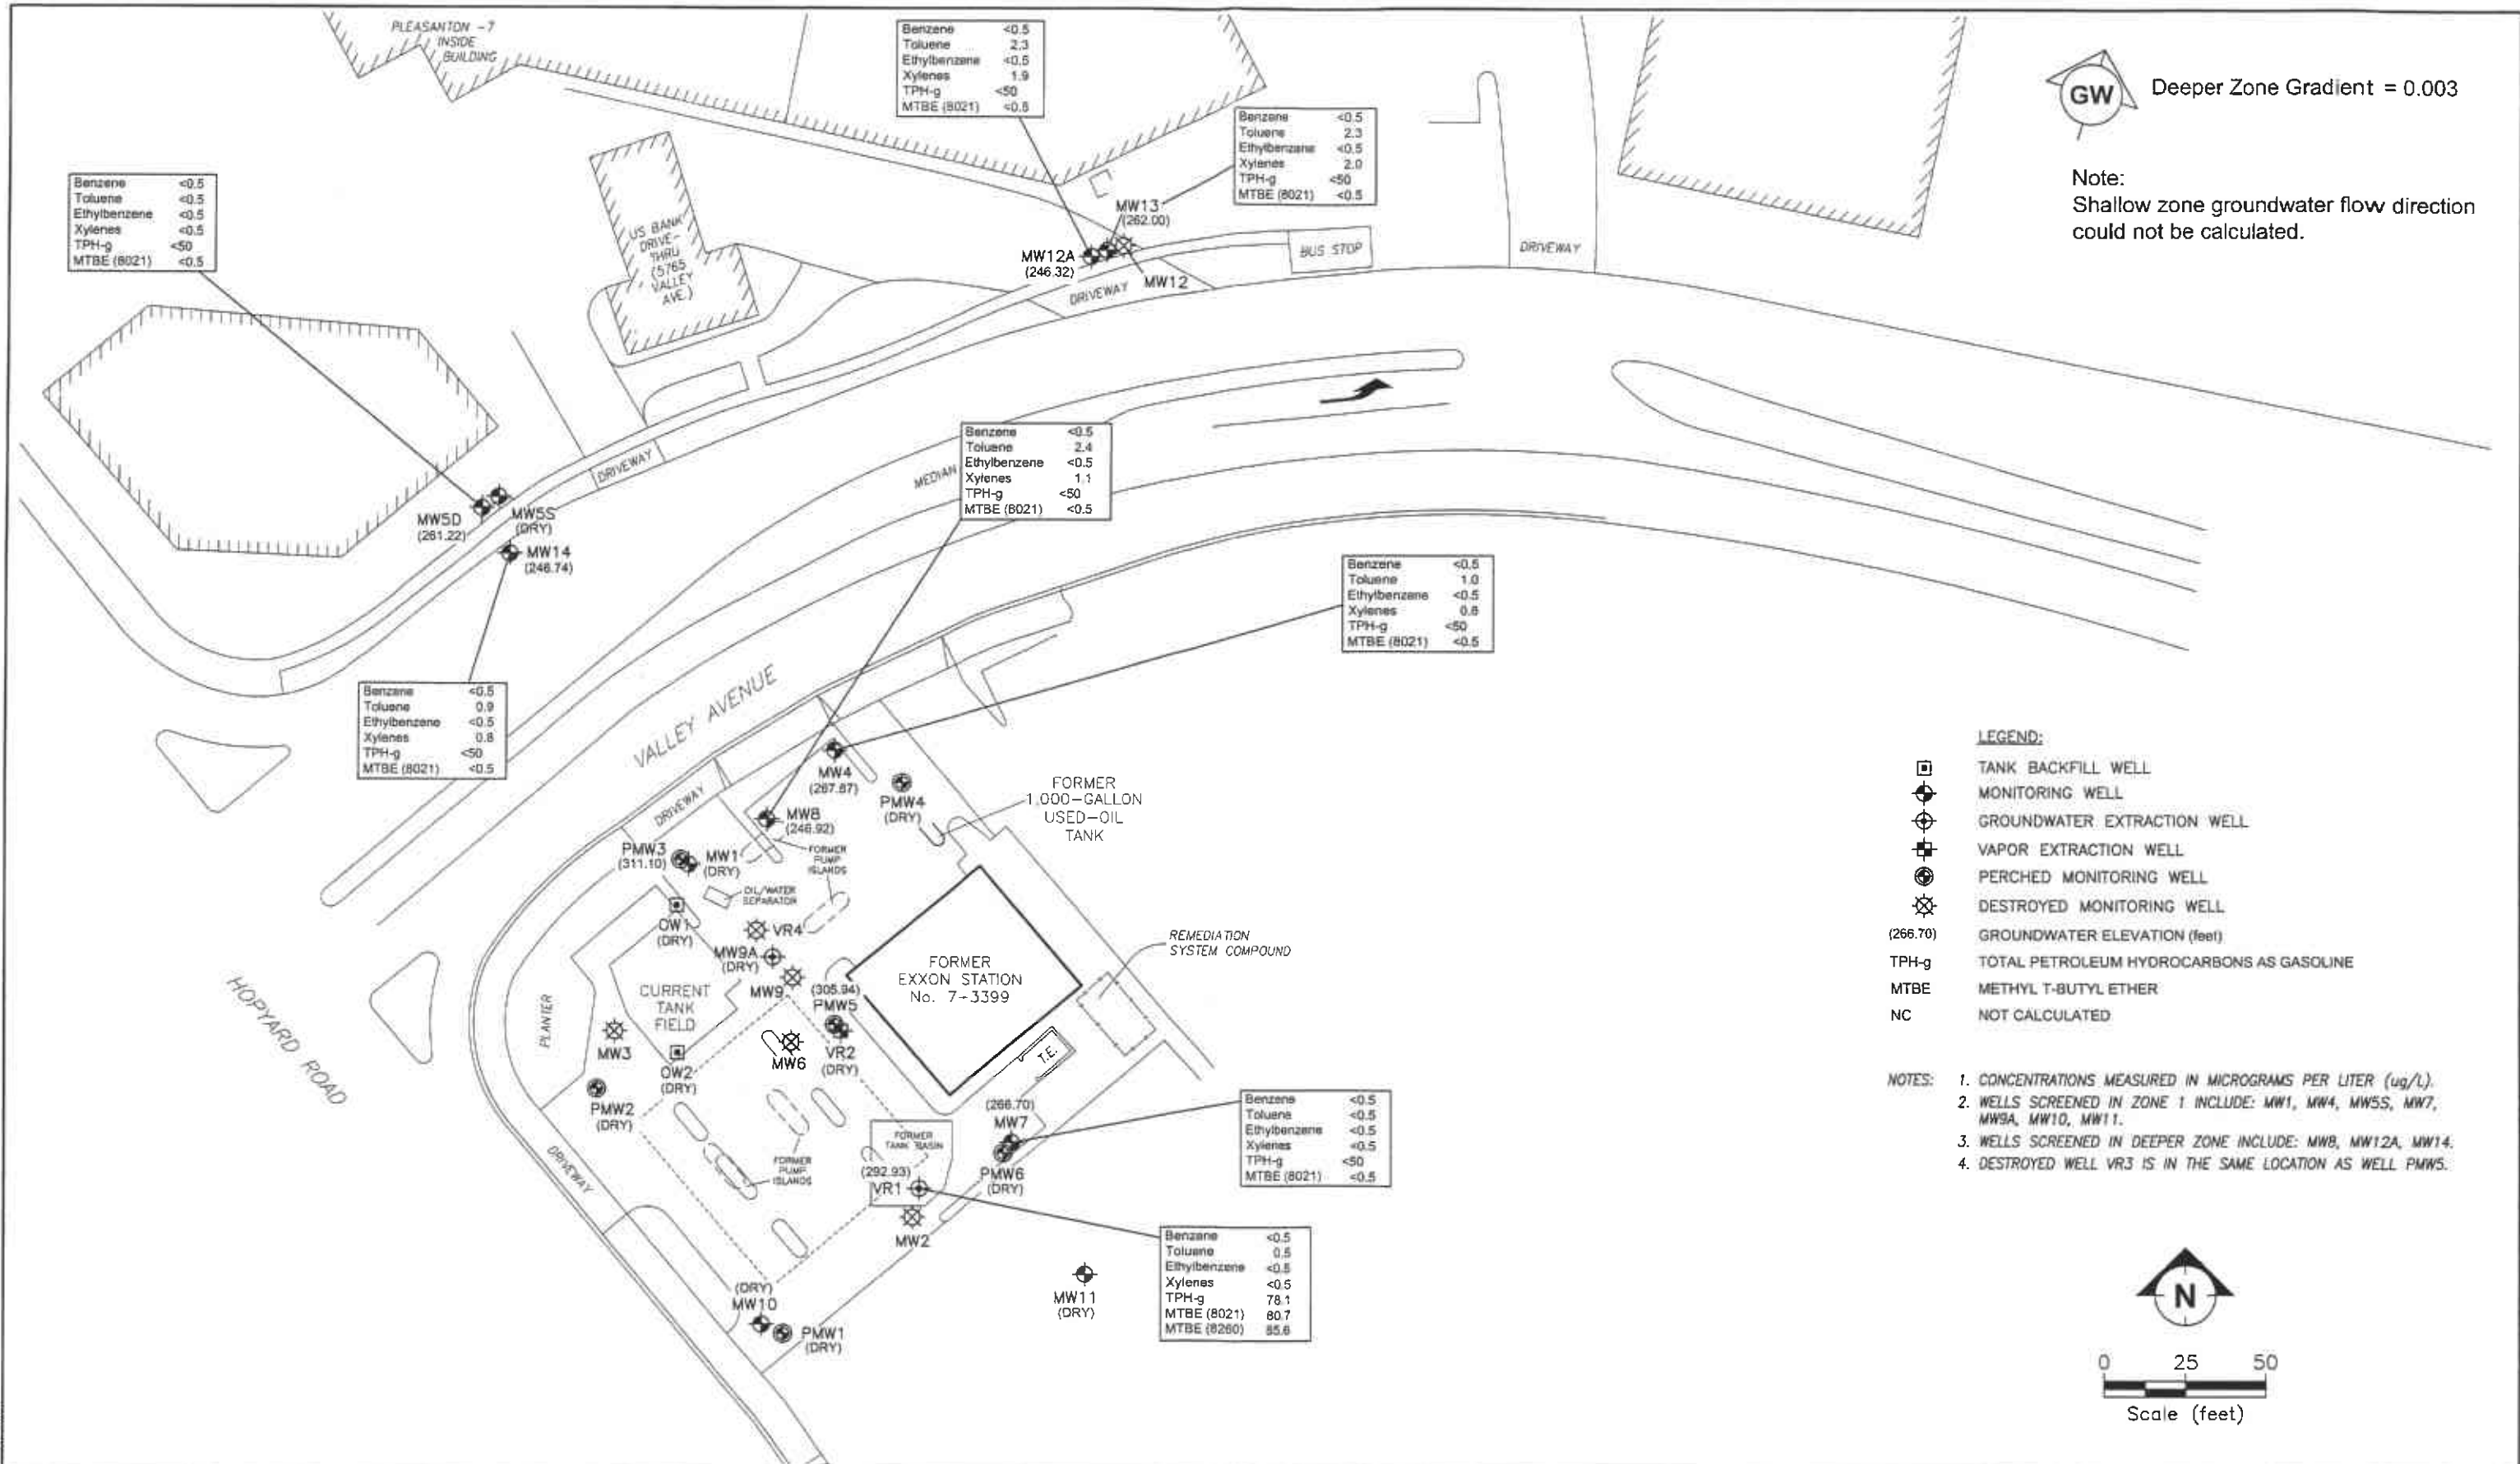 PLEASANTON -7
INSIDE
BUILDING
Benzene <0.5
Toluene 2.3
Ethylbenzene <0.5
Xylenes 1.9
TPH-g <50
MTBE (8021) <0.5
GW
Deeper Zone Gradient = 0.003
Note:
Shallow zone groundwater flow direction
could not be calculated.
Benzene <0.5
Toluene 2.3
Ethylbenzene <0.5
Xylenes 2.0
TPH-g <50
MTBE (8021) <0.5
Benzene <0.5
Toluene <0.5
Ethylbenzene <0.5
Xylenes <0.5
TPH-g <50
MTBE (8021) <0.5
US BANK
DRIVE-
THRU
(5765
VALLEY
AVE.)
MW13
(262.00)
MW12A
(246.32)
MW12
DRIVEWAY
BUS STOP
DRIVEWAY
Benzene <0.5
Toluene 2.4
Ethylbenzene <0.5
Xylenes 1.1
TPH-g <50
MTBE (8021) <0.5
MEDIAN
DRIVEWAY
MW5D
(261.22)
MW5S
(DRY)
MW14
(246.74)
Benzene <0.5
Toluene 1.0
Ethylbenzene <0.5
Xylenes 0.8
TPH-g <50
MTBE (8021) <0.5
Benzene <0.5
Toluene 0.9
Ethylbenzene <0.5
Xylenes 0.8
TPH-g <50
MTBE (8021) <0.5
VALLEY AVENUE
MW4
(267.87)
PMW4
(DRY)
FORMER
1,000-GALLON
USED-OIL
TANK
DRIVEWAY
MW8
(246.92)
FORMER
PUMP
ISLANDS
PMW3
(311.10)
MW1
(DRY)
OIL/WATER
SEPARATOR
OW1
(DRY)
VR4
MW9A
(DRY)
MW9
(305.94)
PMW5
FORMER
EXXON STATION
No. 7-3399
REMEDIATION
SYSTEM COMPOUND
HOPYARD ROAD
PLANTER
CURRENT
TANK
FIELD
MW3
OW2
(DRY)
MW6
VR2
(DRY)
T.E.
PMW2
(DRY)
DRIVEWAY
FORMER
PUMP
ISLANDS
FORMER
TANK BASIN
(292.93)
VR1
MW2
(266.70)
MW7
PMW6
(DRY)
Benzene <0.5
Toluene <0.5
Ethylbenzene <0.5
Xylenes <0.5
TPH-g <50
MTBE (8021) <0.5
Benzene <0.5
Toluene 0.5
Ethylbenzene <0.5
Xylenes <0.5
TPH-g 78.1
MTBE (8021)
MTBE (8260)
(DRY)
MW10
PMW1
(DRY)
MW11
(DRY)
LEGEND:
TANK BACKFILL WELL
MONITORING WELL
GROUNDWATER EXTRACTION WELL
VAPOR EXTRACTION WELL
PERCHED MONITORING WELL
DESTROYED MONITORING WELL
(266.70) GROUNDWATER ELEVATION (feet)
TPH-g TOTAL PETROLEUM HYDROCARBONS AS GASOLINE
MTBE METHYL T-BUTYL ETHER
NC NOT CALCULATED
NOTES: 1. CONCENTRATIONS MEASURED IN MICROGRAMS PER LITER (ug/L).
2. WELLS SCREENED IN ZONE 1 INCLUDE: MW1, MW4, MW5S, MW7,
MW9A, MW10, MW11.
3. WELLS SCREENED IN DEEPER ZONE INCLUDE: MW8, MW12A, MW14.
4. DESTROYED WELL VR3 IS IN THE SAME LOCATION AS WELL PMW5.
N
0 25 50
Scale (feet)